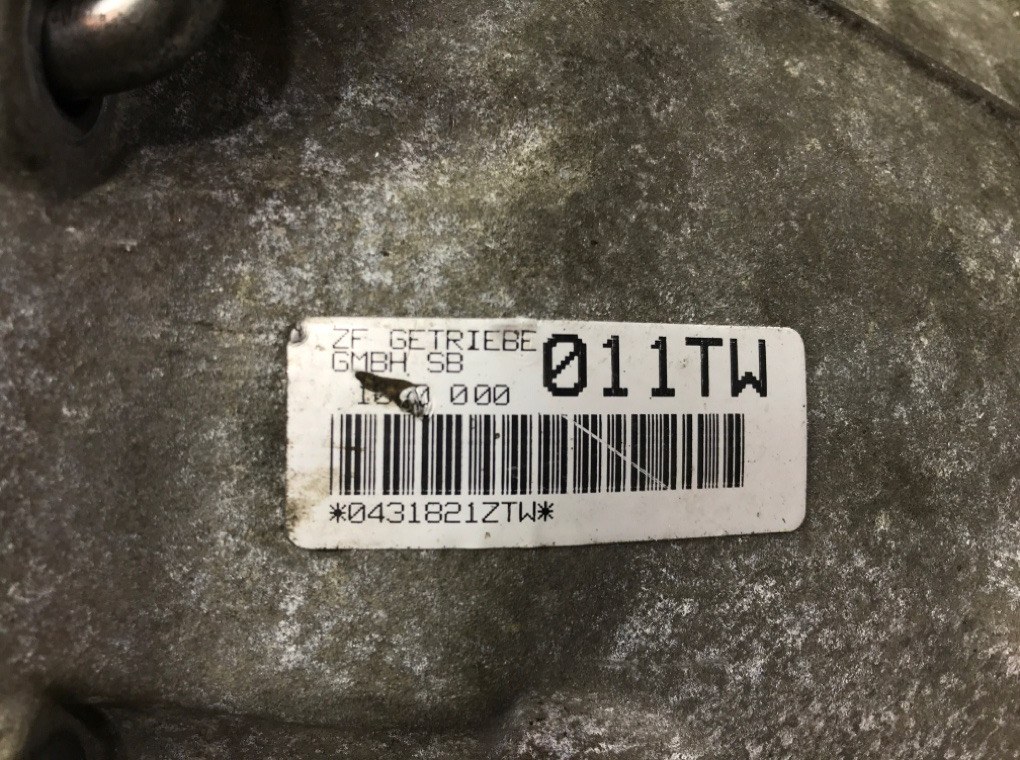 ZF GETRIEBE
GMBH SB
011TW
000
*0431821ZTW*